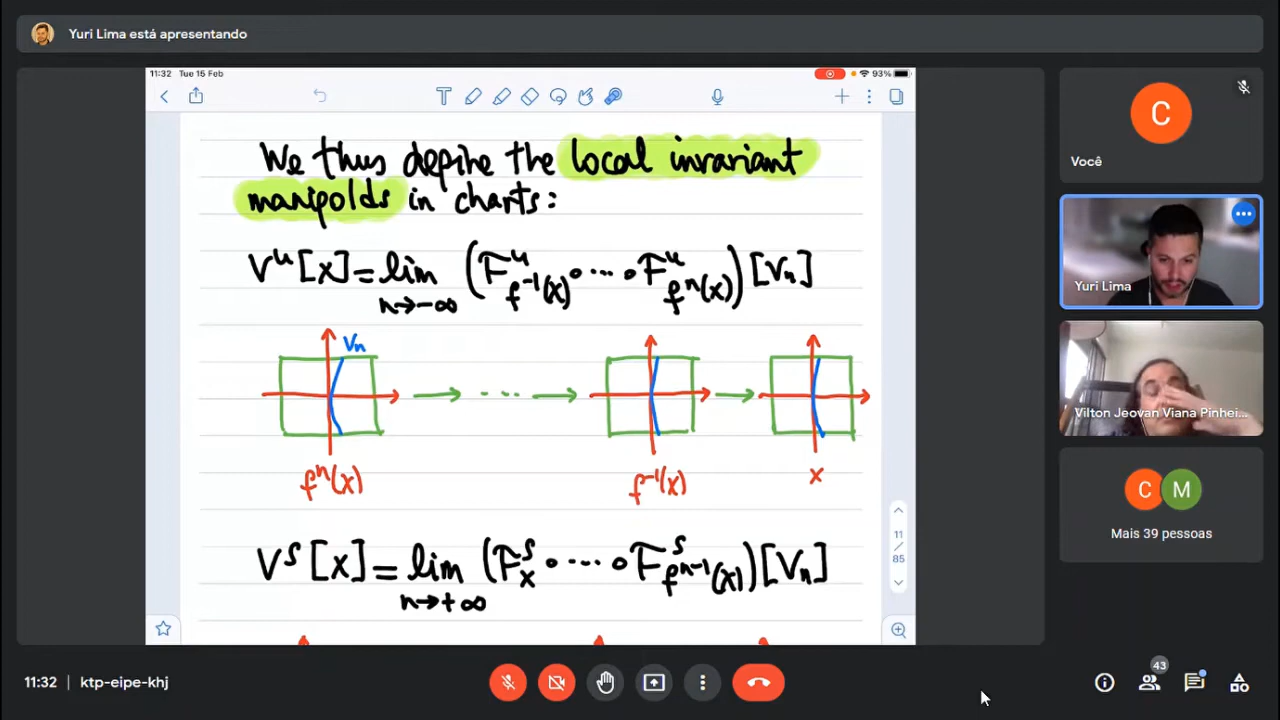 Yuri Lima está apresentando
11:32 Tue 15 Feb
93%
T
We thus define the local invariant
manifolds in charts:
V^u[x] = lim_{n→-∞} (F^u_{f^{-1}(x)} ∘ ⋯ ∘ F^u_{f^n(x)}) [V_n]
V_n
f^n(x)
f^{-1}(x)
x
V^s[x] = lim_{n→+∞} (F^s_x ∘ ⋯ ∘ F^s_{f^{n-1}(x)}) [V_n]
11
/
85
C
Você
Yuri Lima
Vilton Jeovan Viana Pinhei...
C M
Mais 39 pessoas
11:32 | ktp-eipe-khj
43